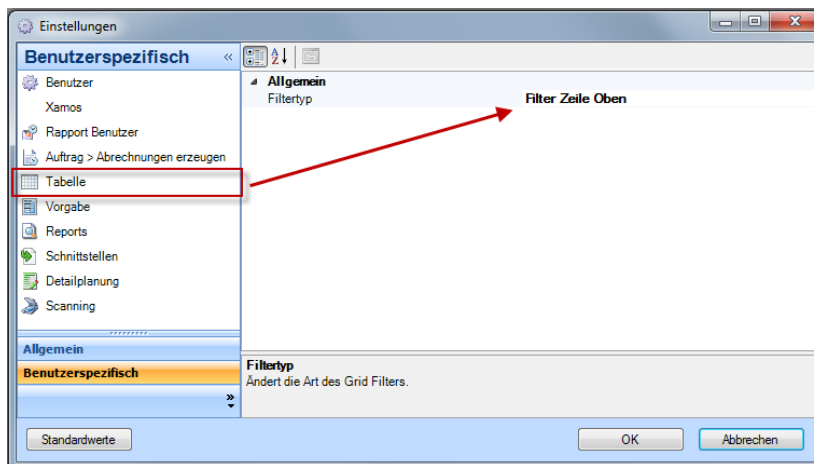 Einstellungen
Benutzerspezifisch «
Benutzer
Xamos
Rapport Benutzer
Auftrag > Abrechnungen erzeugen
Tabelle
Vorgabe
Reports
Schnittstellen
Detailplanung
Scanning
Allgemein
Benutzerspezifisch
»
Allgemein
Filtertyp Filter Zeile Oben
Filtertyp
Ändert die Art des Grid Filters.
Standardwerte
OK
Abbrechen